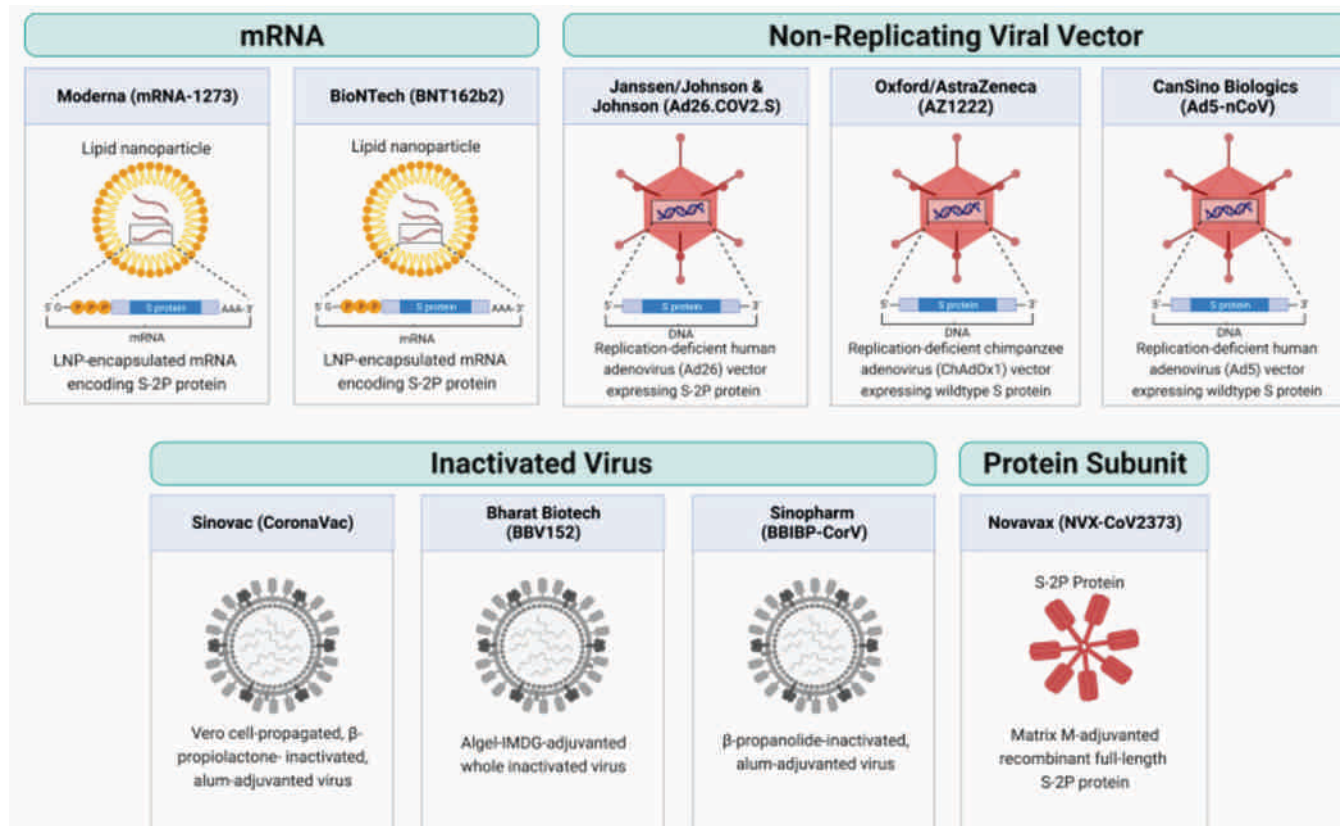 mRNA
Non-Replicating Viral Vector
Moderna (mRNA-1273)
BioNTech (BNT162b2)
Janssen/Johnson &
Johnson (Ad26.COV2.S)
Oxford/AstraZeneca
(AZ1222)
CanSino Biologics
(Ad5-nCoV)
Lipid nanoparticle
Lipid nanoparticle
5' G P P P S protein AAA- 3'
mRNA
5' G P P P S protein AAA- 3'
mRNA
5' S protein 3'
DNA
5' S protein 3'
DNA
5' S protein 3'
DNA
LNP-encapsulated mRNA
encoding S-2P protein
LNP-encapsulated mRNA
encoding S-2P protein
Replication-deficient human
adenovirus (Ad26) vector
expressing S-2P protein
Replication-deficient chimpanzee
adenovirus (ChAdOx1) vector
expressing wildtype S protein
Replication-deficient human
adenovirus (Ad5) vector
expressing wildtype S protein
Inactivated Virus
Protein Subunit
Sinovac (CoronaVac)
Bharat Biotech
(BBV152)
Sinopharm
(BBIBP-CorV)
Novavax (NVX-CoV2373)
S-2P Protein
Vero cell-propagated, β-
propiolactone- inactivated,
alum-adjuvanted virus
Algel-IMDG-adjuvanted
whole inactivated virus
β-propanolide-inactivated,
alum-adjuvanted virus
Matrix M-adjuvanted
recombinant full-length
S-2P protein